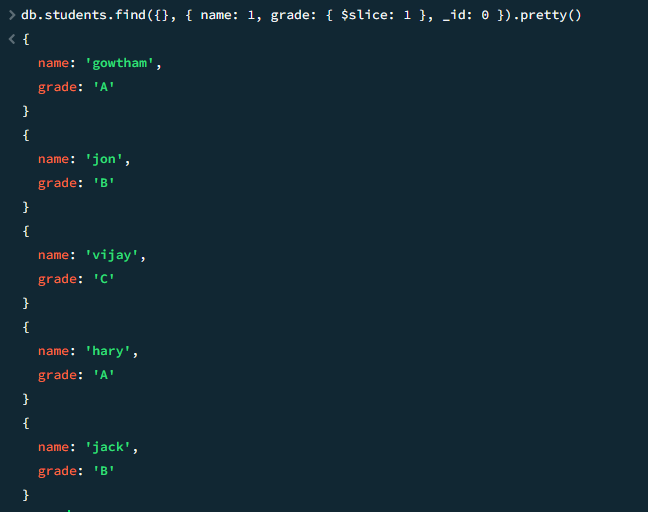 > db.students.find({}, { name: 1, grade: { $slice: 1 }, _id: 0 }).pretty()
< {
name: 'gowtham',
grade: 'A'
}
{
name: 'jon',
grade: 'B'
}
{
name: 'vijay',
grade: 'C'
}
{
name: 'hary',
grade: 'A'
}
{
name: 'jack',
grade: 'B'
}